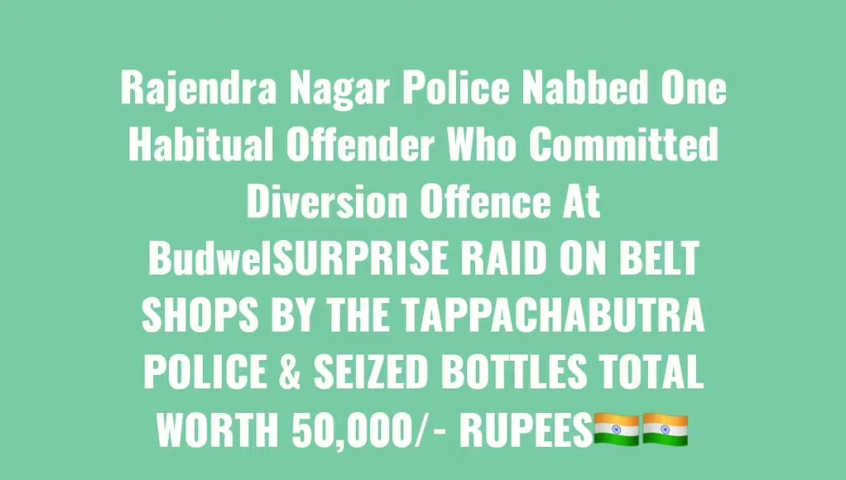 Rajendra Nagar Police Nabbed One
Habitual Offender Who Committed
Diversion Offence At
BudwelSURPRISE RAID ON BELT
SHOPS BY THE TAPPACHABUTRA
POLICE & SEIZED BOTTLES TOTAL
WORTH 50,000/- RUPEES🇮🇳🇮🇳